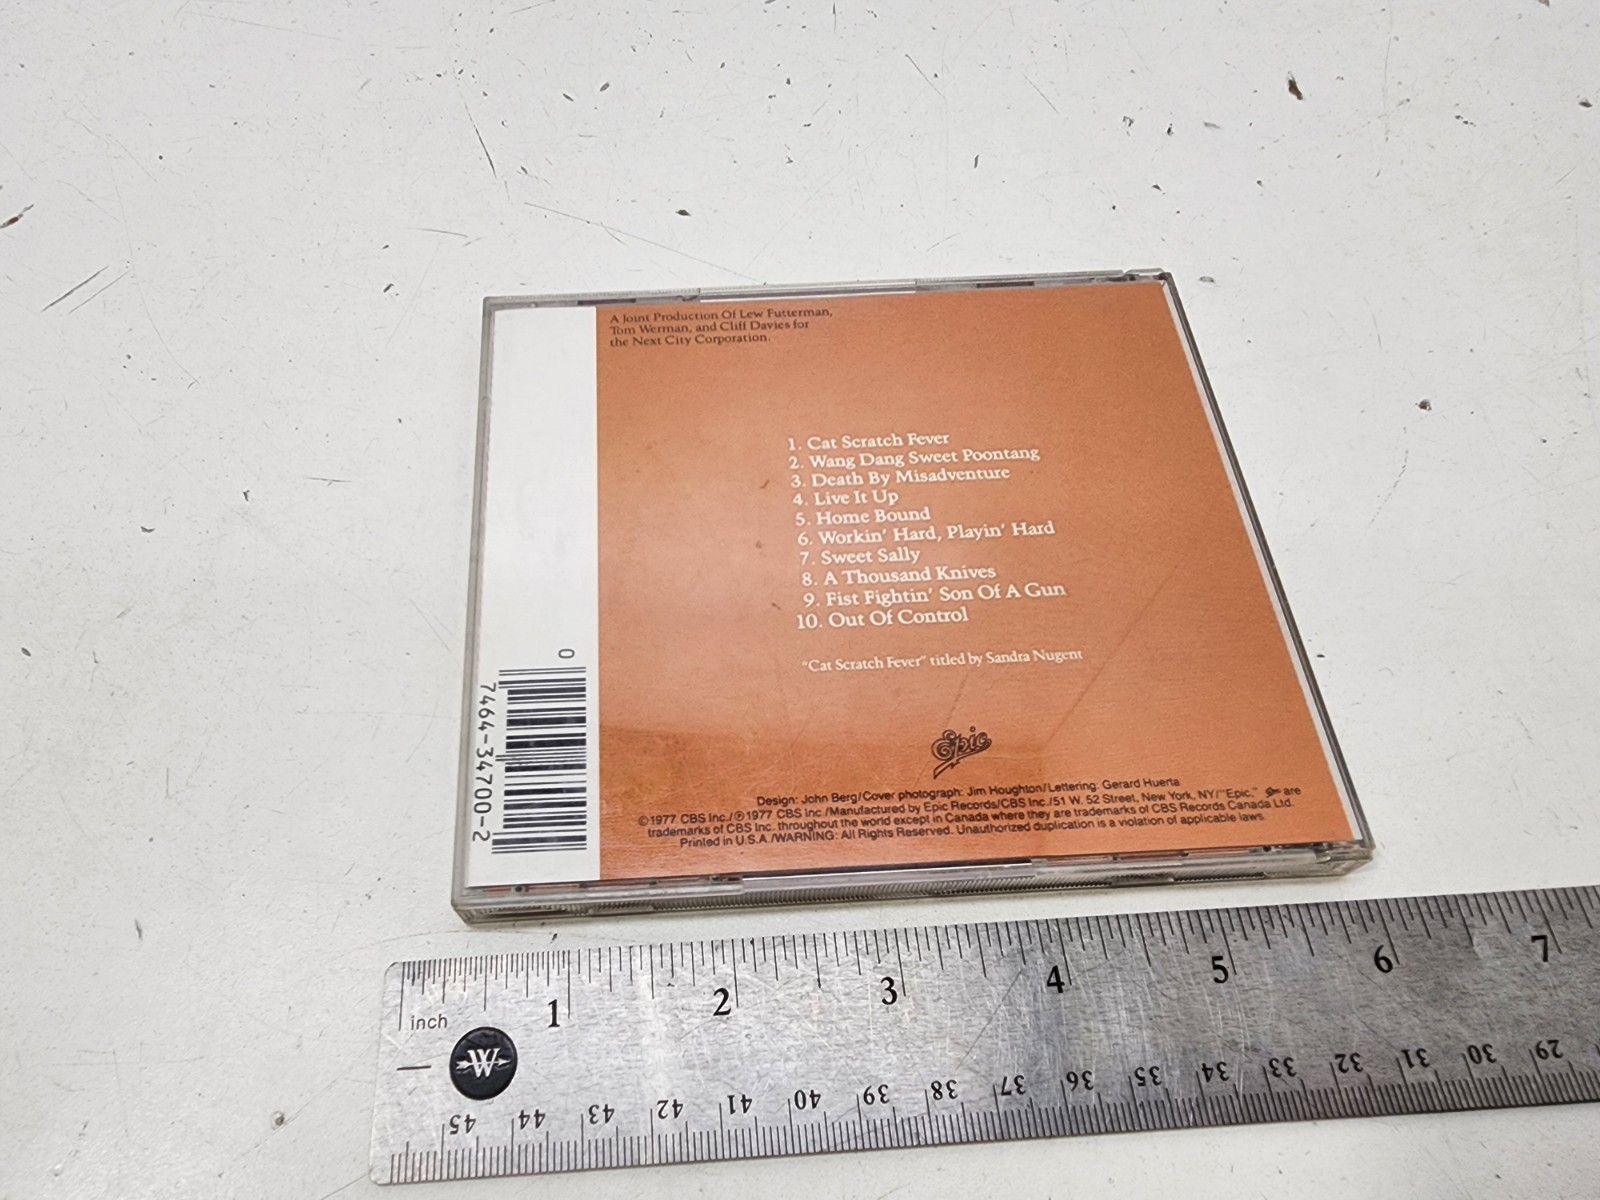 A Joint Production Of Lew Futterman,
Tom Werman, and Cliff Davies for
the Next City Corporation.
1. Cat Scratch Fever
2. Wang Dang Sweet Poontang
3. Death By Misadventure
4. Live It Up
5. Home Bound
6. Workin' Hard, Playin' Hard
7. Sweet Sally
8. A Thousand Knives
9. Fist Fightin' Son Of A Gun
10. Out Of Control
"Cat Scratch Fever" titled by Sandra Nugent
Epic
Design: John Berg/Cover photograph: Jim Houghton/Lettering: Gerard Huerta
©1977 CBS Inc./℗1977 CBS Inc./Manufactured by Epic Records/CBS Inc./51 W. 52 Street, New York, NY/"Epic," are
trademarks of CBS Inc. throughout the world except in Canada where they are trademarks of CBS Records Canada Ltd.
Printed in U.S.A./WARNING: All Rights Reserved. Unauthorized duplication is a violation of applicable laws
0
7464-34700-2
1 2 3 4 5 6 7
inch
W
45 44 43 42 41 40 39 38 37 36 35 34 33 32 31 30 29